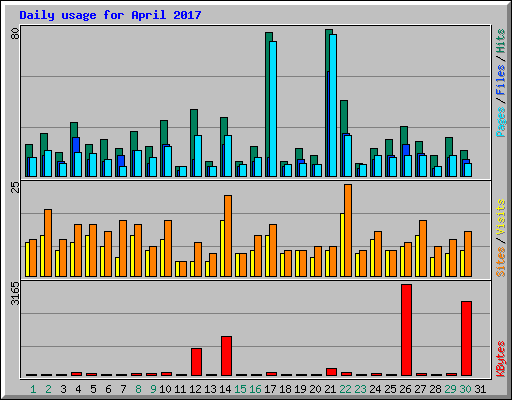 Daily usage for April 2017
80
Pages / Files / Hits
25
Sites / Visits
3165
KBytes
1 2 3 4 5 6 7 8 9 10 11 12 13 14 15 16 17 18 19 20 21 22 23 24 25 26 27 28 29 30 31